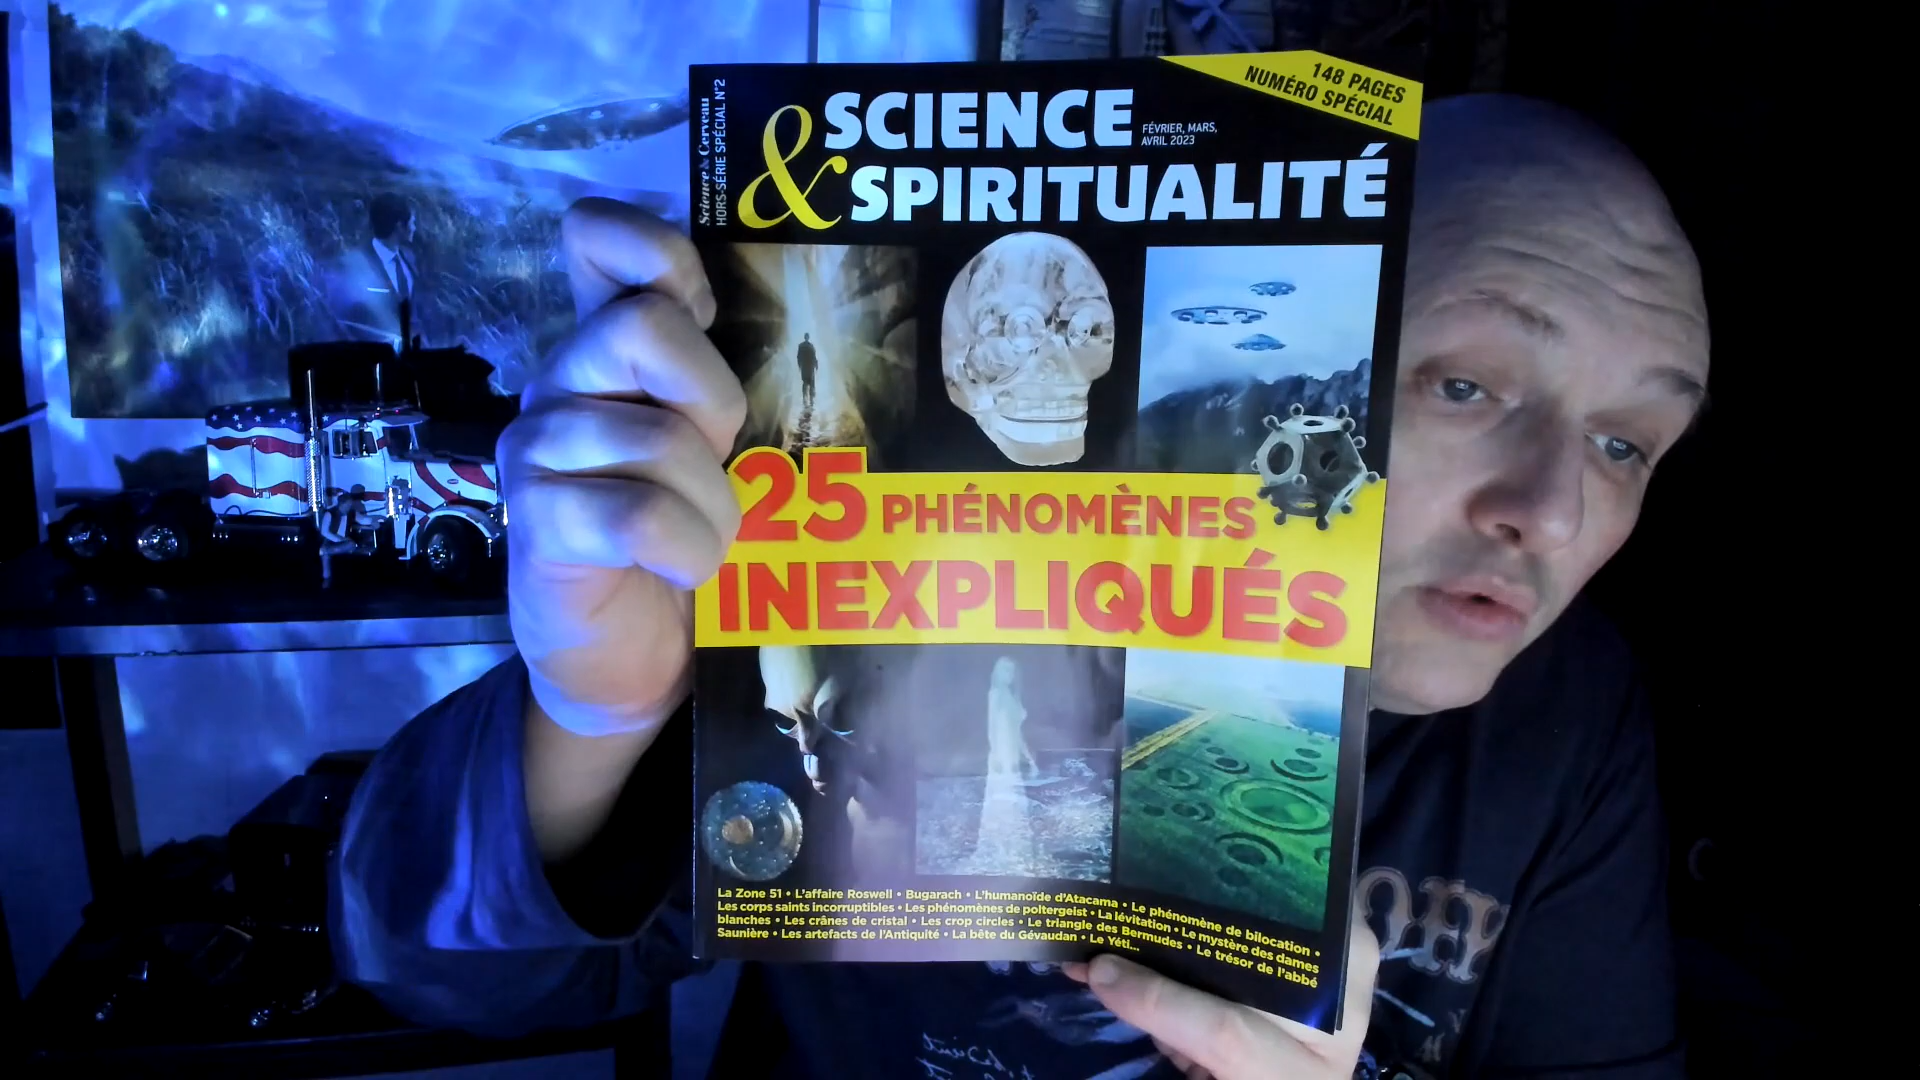 148 PAGES
NUMÉRO SPÉCIAL
Science & Cerveau
HORS-SÉRIE SPÉCIAL N°2
SCIENCE
FÉVRIER, MARS,
AVRIL 2023
& SPIRITUALITÉ
25 PHÉNOMÈNES
INEXPLIQUÉS
La Zone 51 • L'affaire Roswell • Bugarach • L'humanoïde d'Atacama • Le phénomène de bilocation •
Les corps saints incorruptibles • Les phénomènes de poltergeist • La lévitation • Le mystère des dames
blanches • Les crânes de cristal • Les crop circles • Le triangle des Bermudes • Le trésor de l'abbé
Saunière • Les artefacts de l'Antiquité • La bête du Gévaudan • Le Yéti...